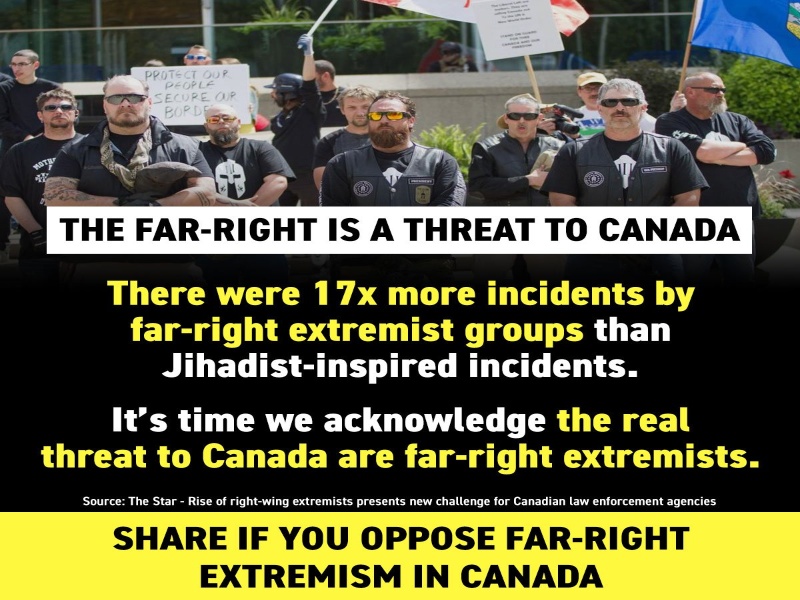 PROTECT OUR
PEOPLE
SECURE OUR
BORDER
THE FAR-RIGHT IS A THREAT TO CANADA
There were 17x more incidents by
far-right extremist groups than
Jihadist-inspired incidents.
It's time we acknowledge the real
threat to Canada are far-right extremists.
Source: The Star - Rise of right-wing extremists presents new challenge for Canadian law enforcement agencies
SHARE IF YOU OPPOSE FAR-RIGHT
EXTREMISM IN CANADA